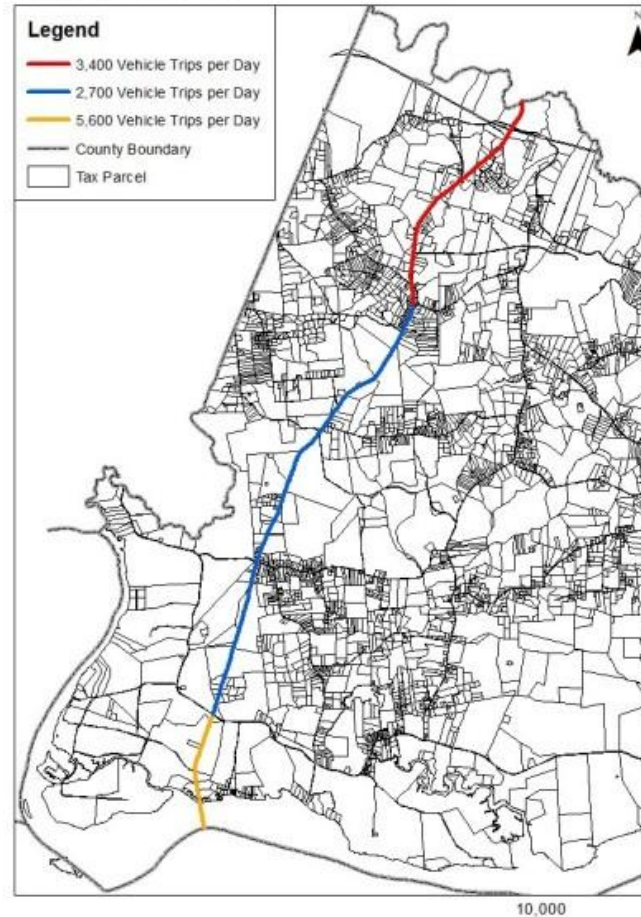 Legend
3,400 Vehicle Trips per Day
2,700 Vehicle Trips per Day
5,600 Vehicle Trips per Day
County Boundary
Tax Parcel
N
10,000